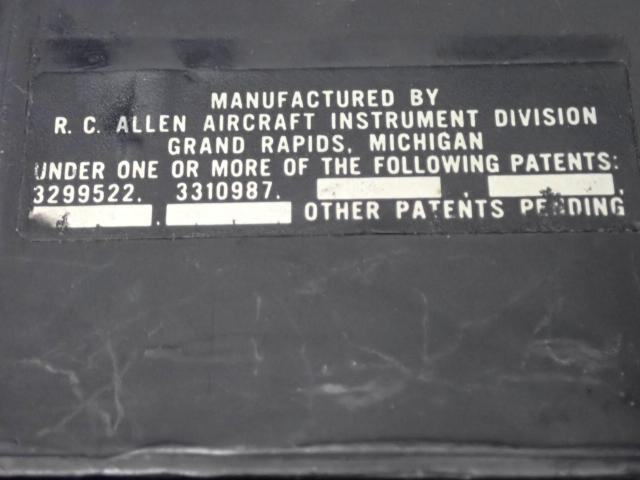 MANUFACTURED BY
R. C. ALLEN AIRCRAFT INSTRUMENT DIVISION
GRAND RAPIDS, MICHIGAN
UNDER ONE OR MORE OF THE FOLLOWING PATENTS:
3299522. 3310987. , ,
, OTHER PATENTS PENDING